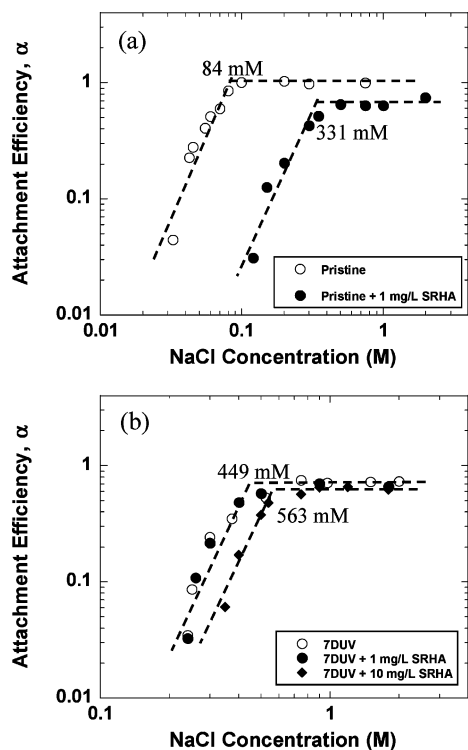 (a)
84 mM
331 mM
Attachment Efficiency, α
1
0.1
0.01
Pristine
Pristine + 1 mg/L SRHA
0.01 0.1 1
NaCl Concentration (M)
(b)
449 mM
563 mM
Attachment Efficiency, α
1
0.1
0.01
7DUV
7DUV + 1 mg/L SRHA
7DUV + 10 mg/L SRHA
0.1 1
NaCl Concentration (M)